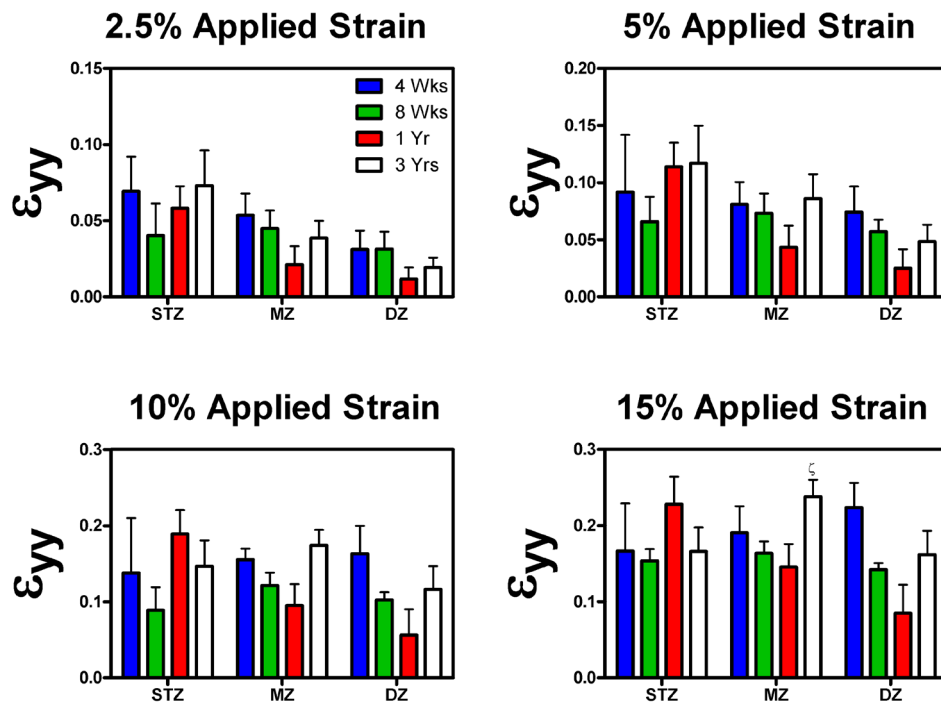 2.5% Applied Strain
εyy
0.15
0.10
0.05
0.00
4 Wks
8 Wks
1 Yr
3 Yrs
STZ MZ DZ
5% Applied Strain
εyy
0.20
0.15
0.10
0.05
0.00
STZ MZ DZ
10% Applied Strain
εyy
0.3
0.2
0.1
0.0
STZ MZ DZ
15% Applied Strain
εyy
0.3
0.2
0.1
0.0
ζ
STZ MZ DZ